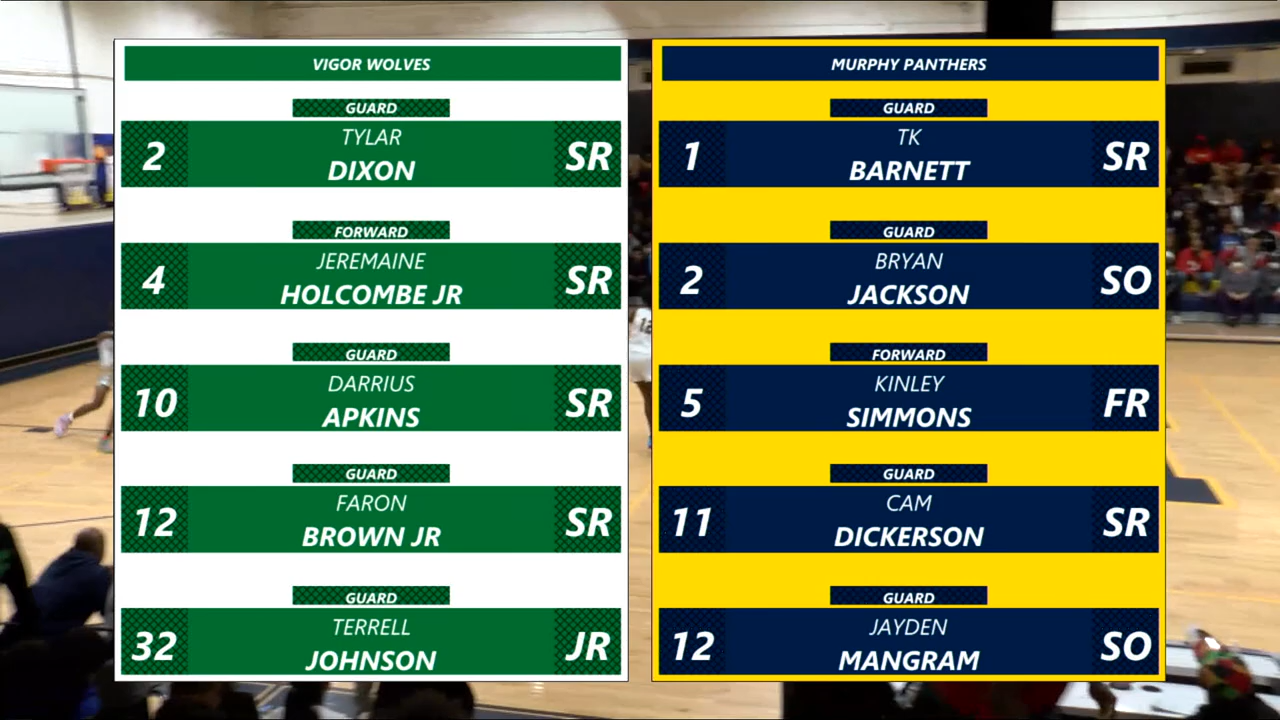 VIGOR WOLVES
GUARD
2
TYLAR
DIXON
SR
FORWARD
4
JEREMAINE
HOLCOMBE JR
SR
GUARD
10
DARRIUS
APKINS
SR
GUARD
12
FARON
BROWN JR
SR
GUARD
32
TERRELL
JOHNSON
JR
MURPHY PANTHERS
GUARD
1
TK
BARNETT
SR
GUARD
2
BRYAN
JACKSON
SO
FORWARD
5
KINLEY
SIMMONS
FR
GUARD
11
CAM
DICKERSON
SR
GUARD
12
JAYDEN
MANGRAM
SO